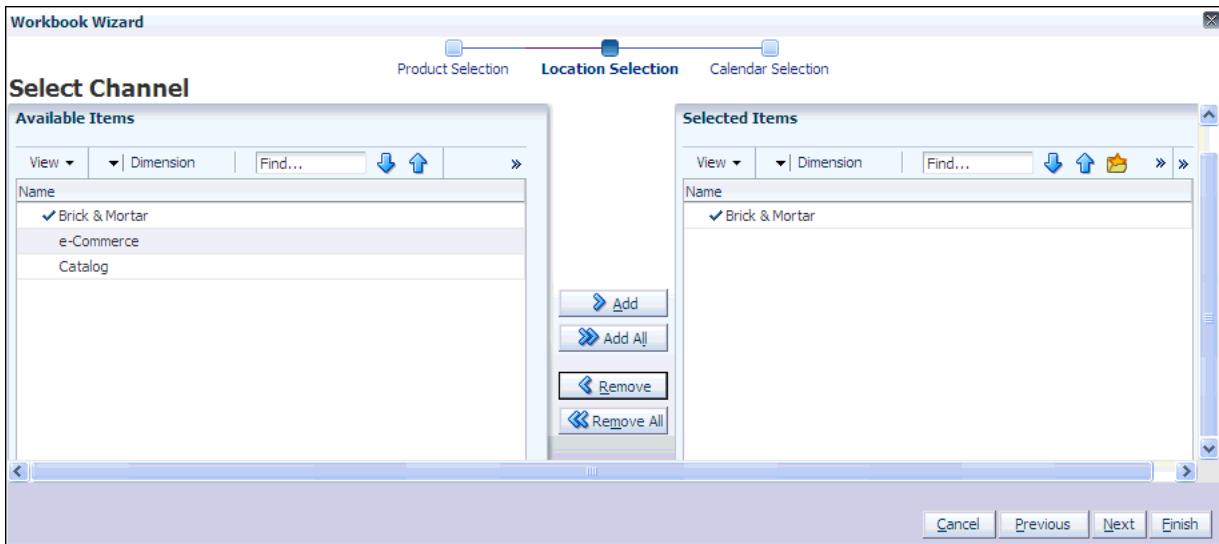 Workbook Wizard
Product Selection
Location Selection
Calendar Selection
Select Channel
Available Items
View
Dimension
Find...
»
Name
Brick & Mortar
e-Commerce
Catalog
Add
Add All
Remove
Remove All
Selected Items
View
Dimension
Find...
» »
Name
Brick & Mortar
Cancel
Previous
Next
Finish